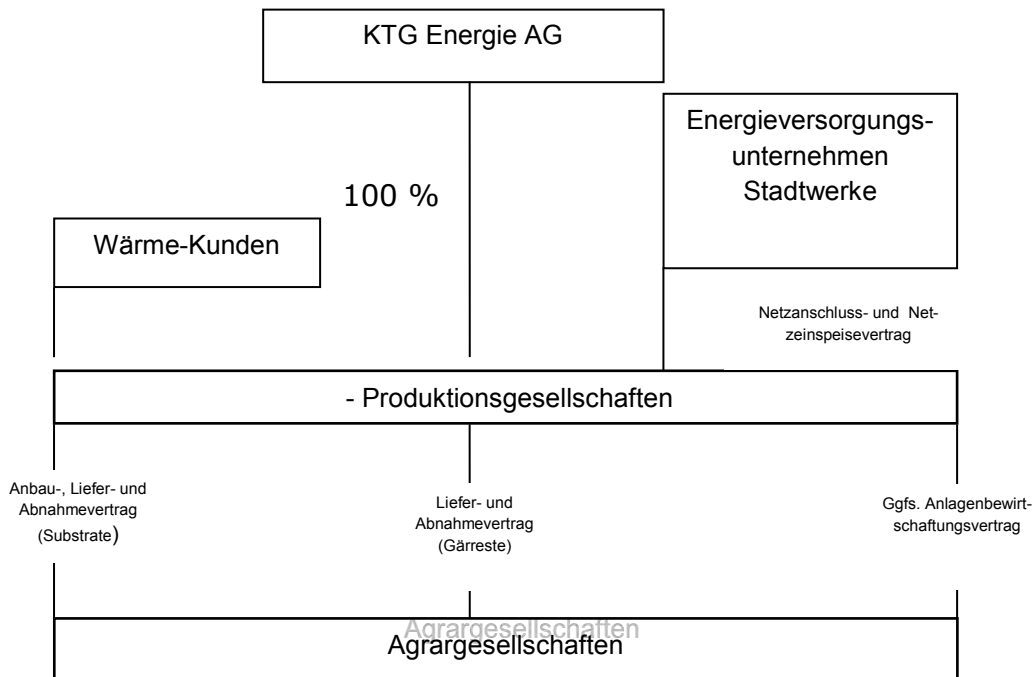 KTG Energie AG
Energieversorgungs-
unternehmen
Stadtwerke
100 %
Wärme-Kunden
Netzanschluss- und Net-
zeinspeisevertrag
- Produktionsgesellschaften
Anbau-, Liefer- und
Abnahmevertrag
(Substrate)
Liefer- und
Abnahmevertrag
(Gärreste)
Ggfs. Anlagenbewirt-
schaftungsvertrag
Agrargesellschaften
Agrargesellschaften